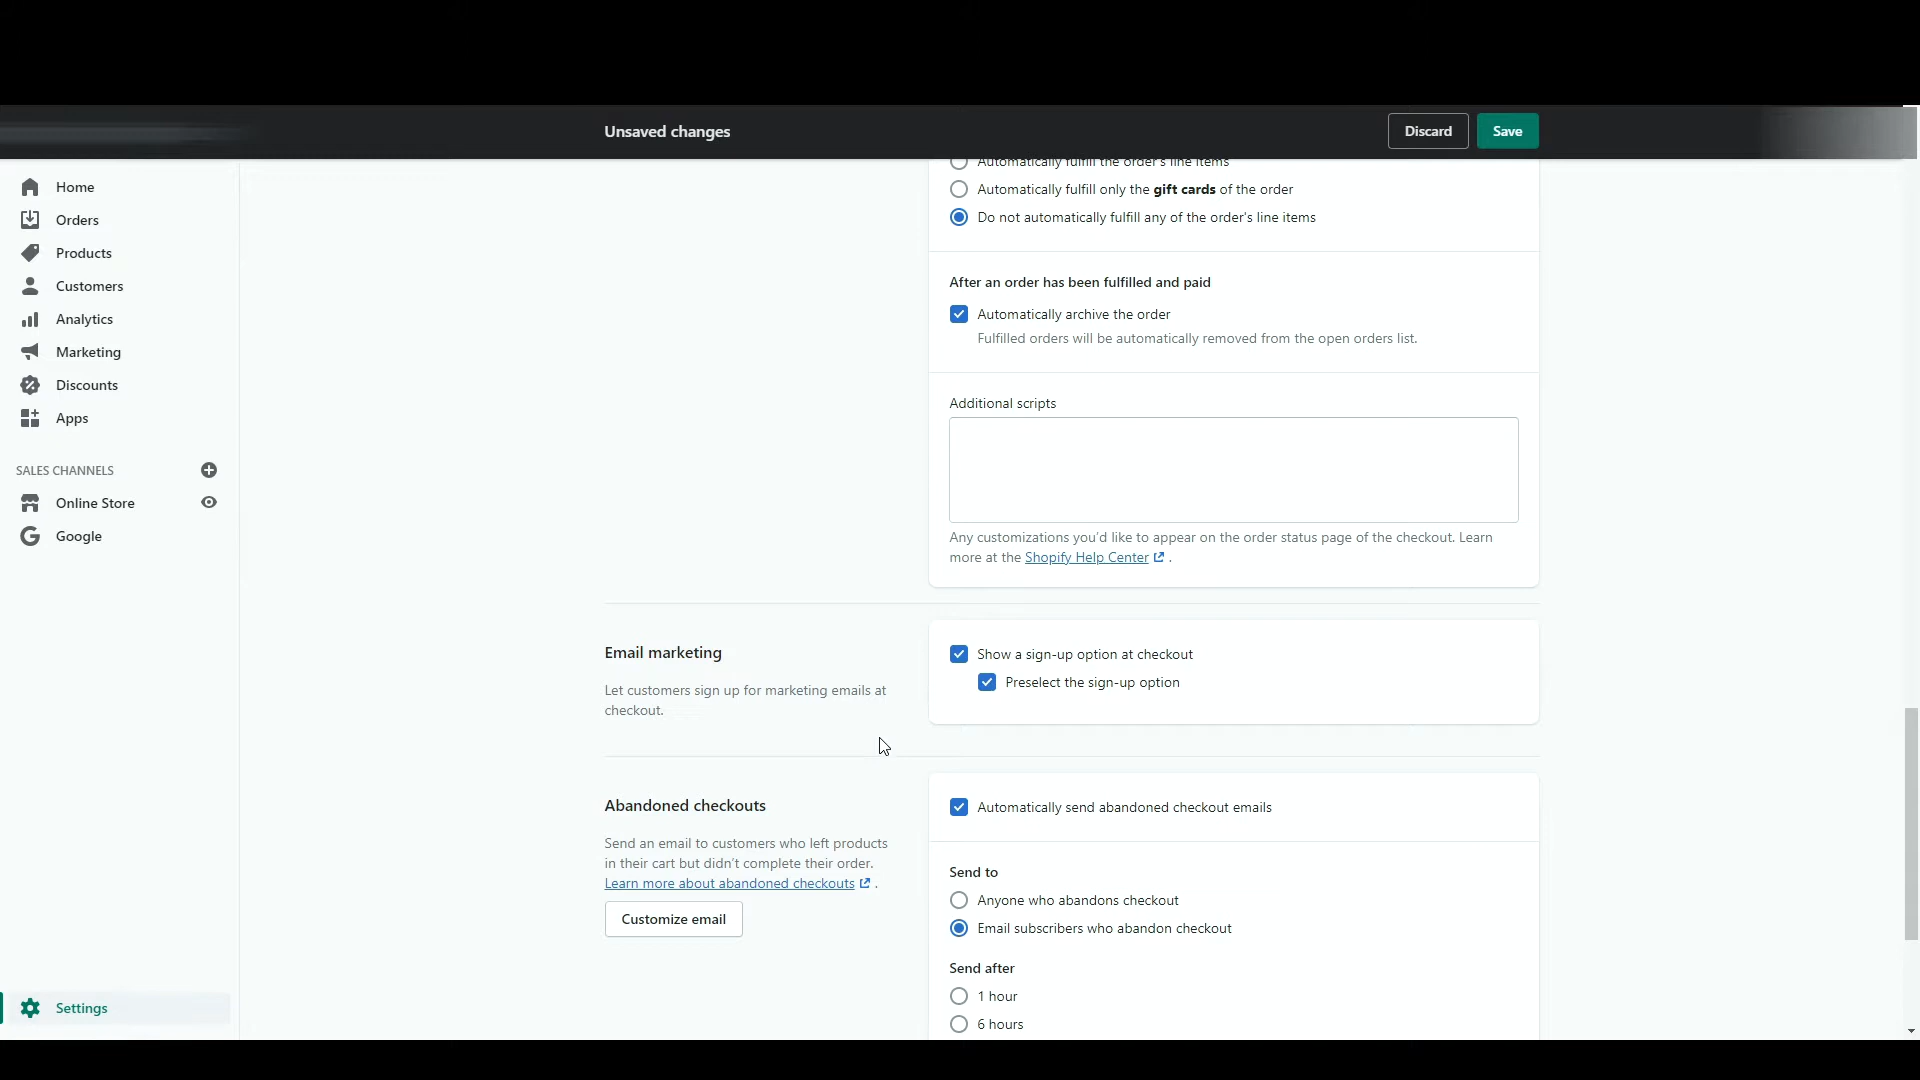 Unsaved changes
Discard
Save
Home
Orders
Products
Customers
Analytics
Marketing
Discounts
Apps
SALES CHANNELS
Online Store
Google
Settings
Automatically fulfill the order's line items
Automatically fulfill only the gift cards of the order
Do not automatically fulfill any of the order's line items
After an order has been fulfilled and paid
Automatically archive the order
Fulfilled orders will be automatically removed from the open orders list.
Additional scripts
Any customizations you'd like to appear on the order status page of the checkout. Learn
more at the Shopify Help Center .
Email marketing
Let customers sign up for marketing emails at
checkout.
Show a sign-up option at checkout
Preselect the sign-up option
Abandoned checkouts
Send an email to customers who left products
in their cart but didn't complete their order.
Learn more about abandoned checkouts .
Customize email
Automatically send abandoned checkout emails
Send to
Anyone who abandons checkout
Email subscribers who abandon checkout
Send after
1 hour
6 hours